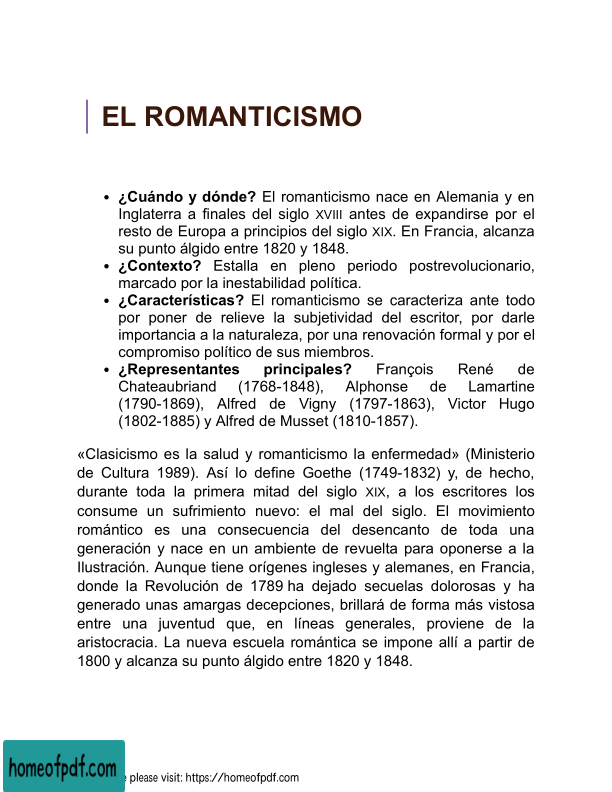 EL ROMANTICISMO
• ¿Cuándo y dónde? El romanticismo nace en Alemania y en
Inglaterra a finales del siglo XVIII antes de expandirse por el
resto de Europa a principios del siglo XIX. En Francia, alcanza
su punto álgido entre 1820 y 1848.
• ¿Contexto? Estalla en pleno periodo postrevolucionario,
marcado por la inestabilidad política.
• ¿Características? El romanticismo se caracteriza ante todo
por poner de relieve la subjetividad del escritor, por darle
importancia a la naturaleza, por una renovación formal y por el
compromiso político de sus miembros.
• ¿Representantes principales? François René de
Chateaubriand (1768-1848), Alphonse de Lamartine
(1790-1869), Alfred de Vigny (1797-1863), Victor Hugo
(1802-1885) y Alfred de Musset (1810-1857).
«Clasicismo es la salud y romanticismo la enfermedad» (Ministerio
de Cultura 1989). Así lo define Goethe (1749-1832) y, de hecho,
durante toda la primera mitad del siglo XIX, a los escritores los
consume un sufrimiento nuevo: el mal del siglo. El movimiento
romántico es una consecuencia del desencanto de toda una
generación y nace en un ambiente de revuelta para oponerse a la
Ilustración. Aunque tiene orígenes ingleses y alemanes, en Francia,
donde la Revolución de 1789 ha dejado secuelas dolorosas y ha
generado unas amargas decepciones, brillará de forma más vistosa
entre una juventud que, en líneas generales, proviene de la
aristocracia. La nueva escuela romántica se impone allí a partir de
1800 y alcanza su punto álgido entre 1820 y 1848.
homeofpdf.com
please visit: https://homeofpdf.com